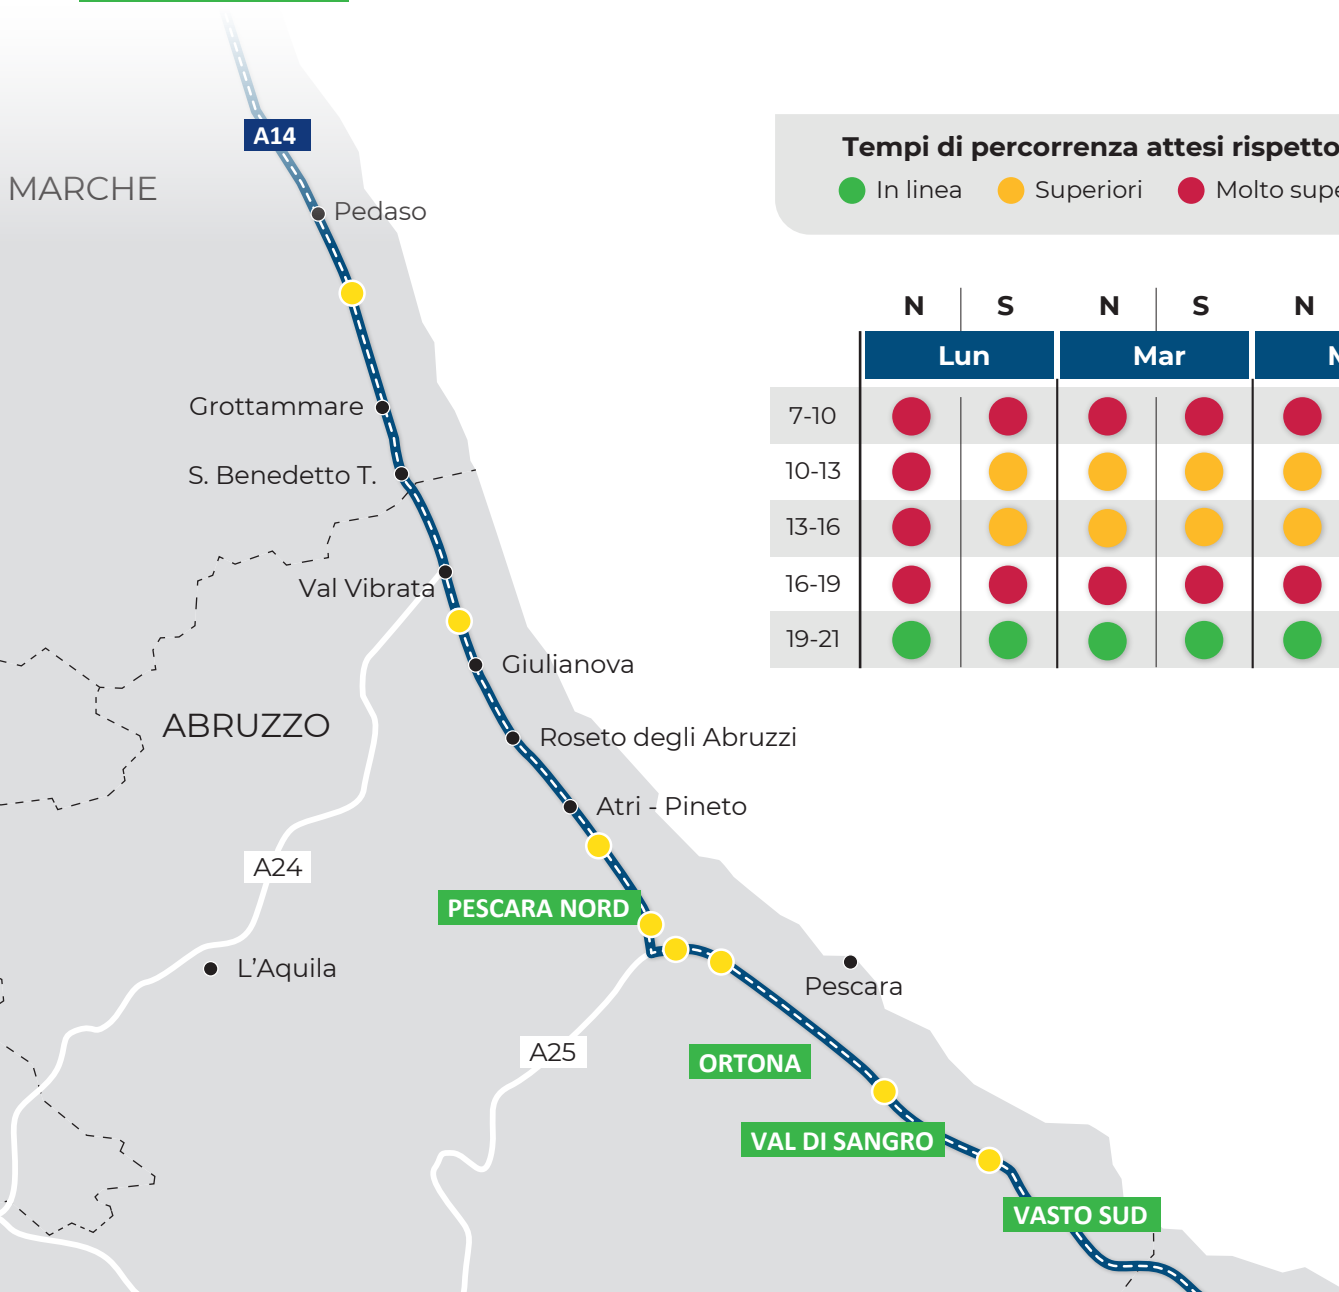 A14
MARCHE
Pedaso
Tempi di percorrenza attesi rispetto
In linea Superiori Molto supe
N S N S N
Lun Mar M
7-10
10-13
13-16
16-19
19-21
Grottammare
S. Benedetto T.
Val Vibrata
Giulianova
ABRUZZO
Roseto degli Abruzzi
Atri - Pineto
A24
PESCARA NORD
L'Aquila
Pescara
A25
ORTONA
VAL DI SANGRO
VASTO SUD